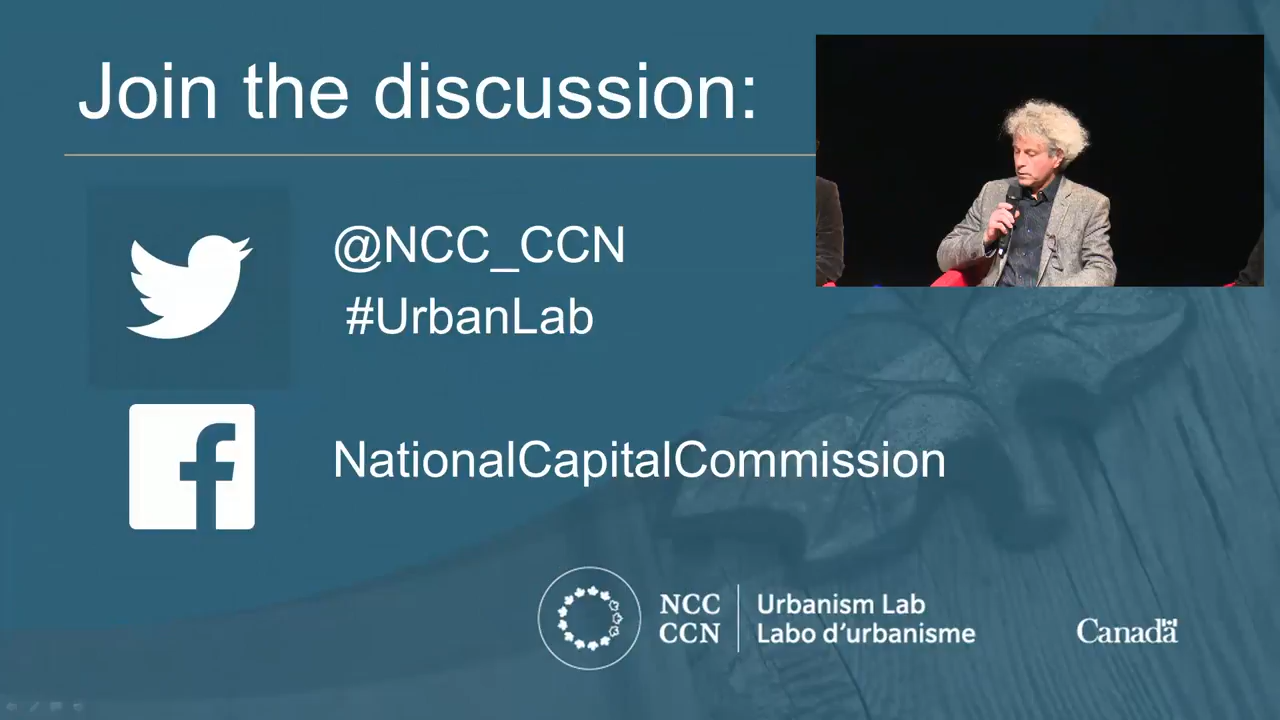 Join the discussion:
@NCC_CCN
#UrbanLab
NationalCapitalCommission
NCC
CCN
Urbanism Lab
Labo d'urbanisme
Canada